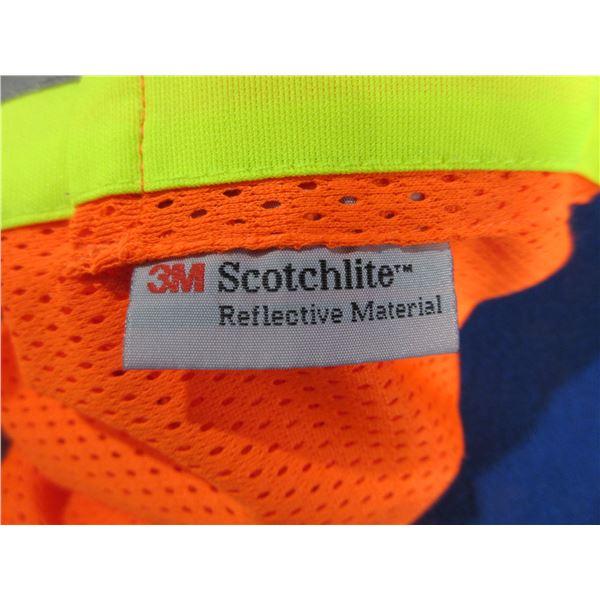 3M Scotchlite™
Reflective Material